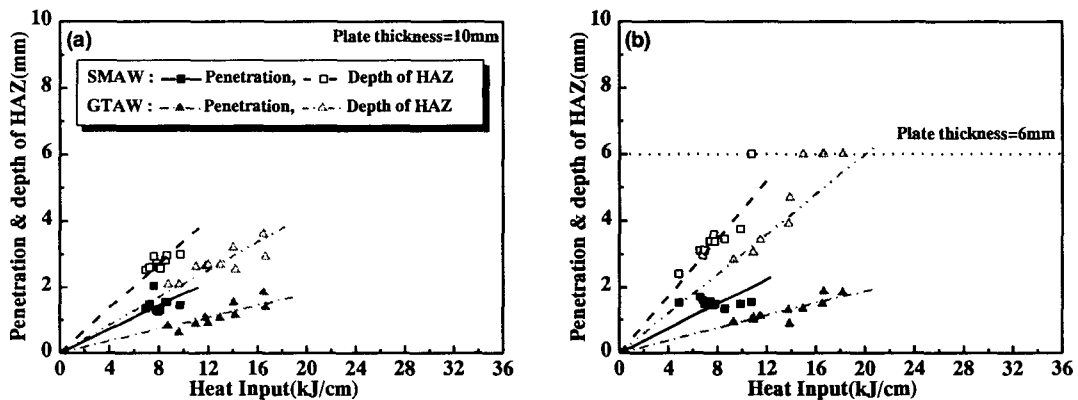 (a)
Plate thickness=10mm
SMAW : Penetration, Depth of HAZ
GTAW : Penetration, Depth of HAZ
Penetration & depth of HAZ(mm)
10
8
6
4
2
0
0 4 8 12 16 20 24 28 32 36
Heat Input(kJ/cm)
(b)
Plate thickness=6mm
Penetration & depth of HAZ(mm)
10
8
6
4
2
0
0 4 8 12 16 20 24 28 32 36
Heat Input(kJ/cm)